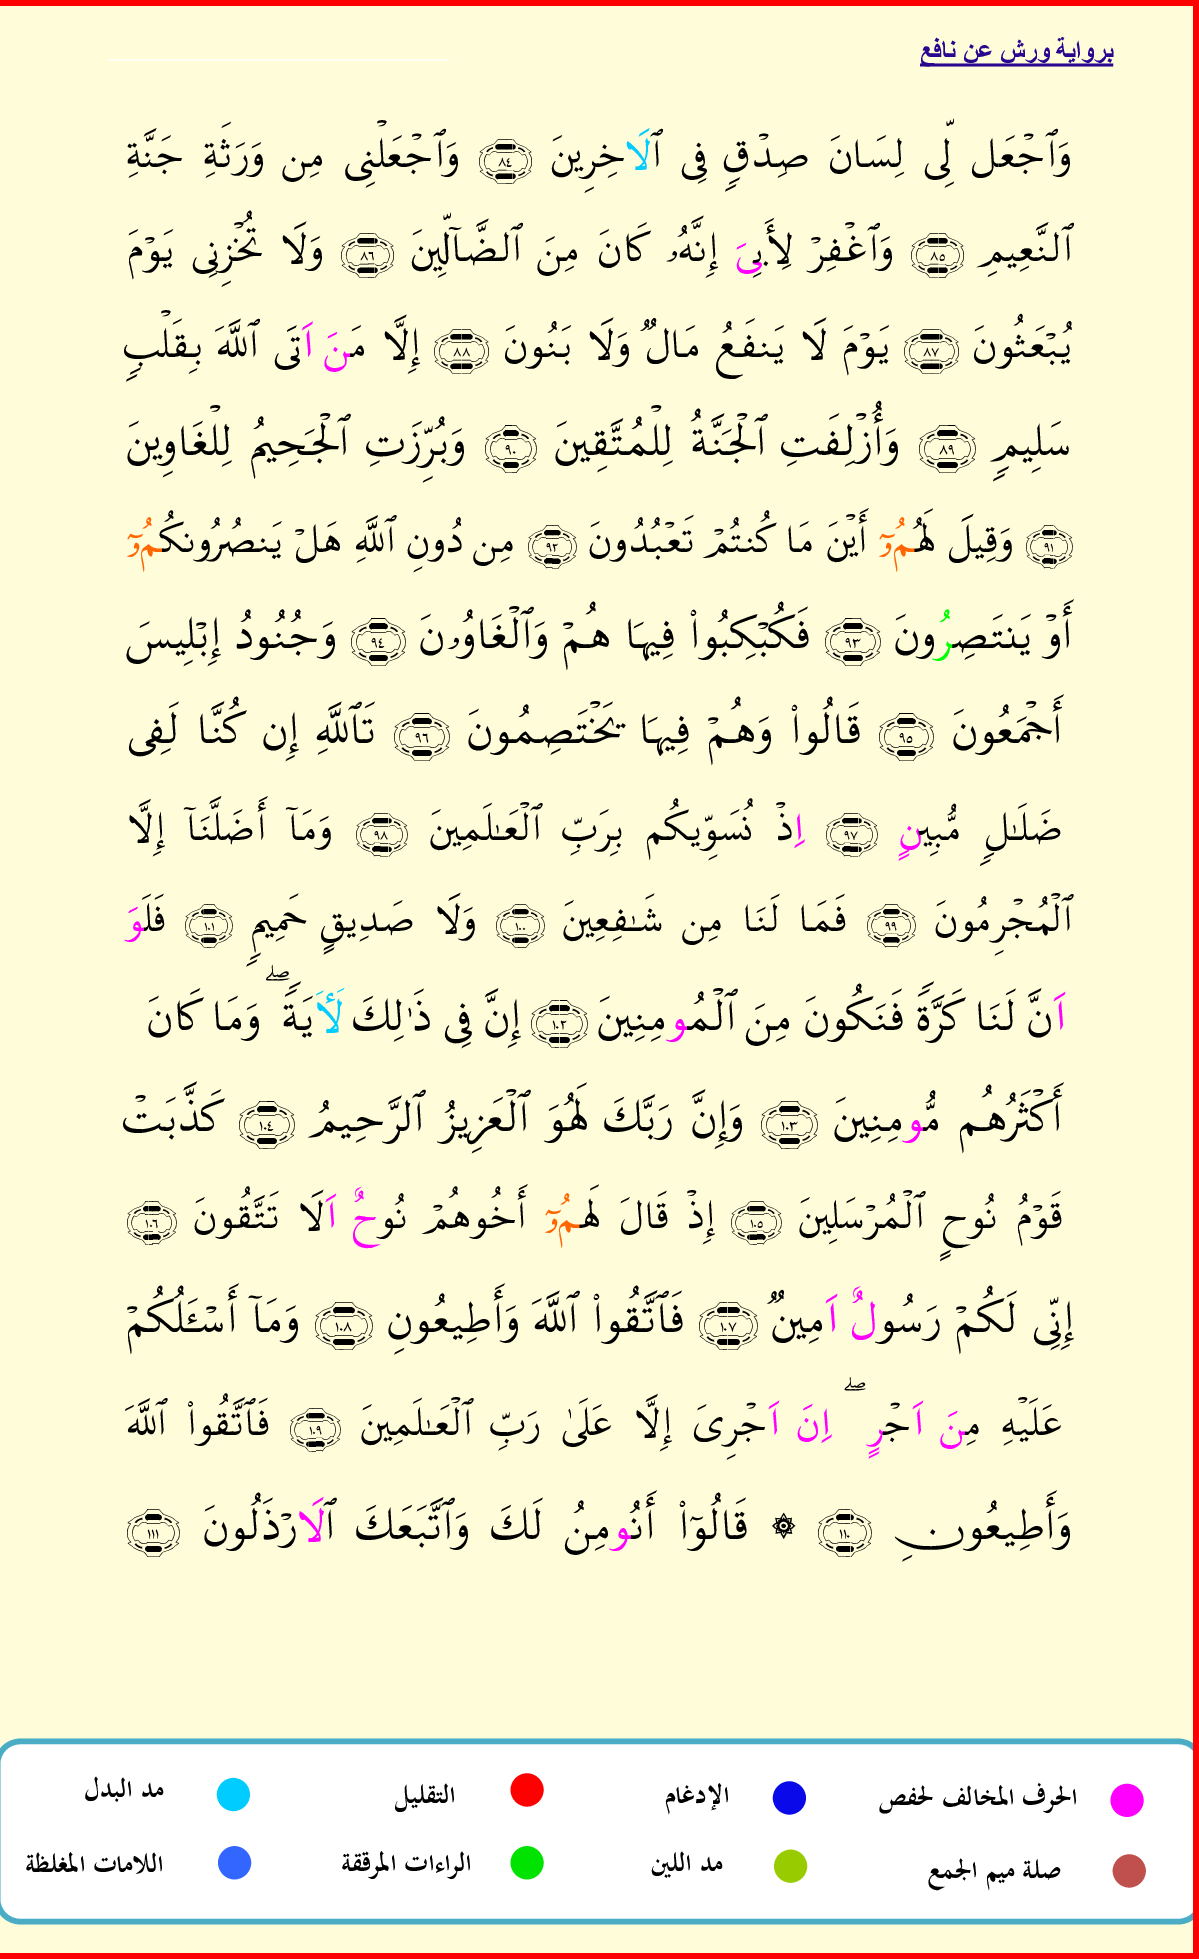 برواية ورش عن نافع
وَٱجْعَل لِّى لِسَانَ صِدْقٍ فِى ٱلَاخِرِينَ ٨٤ وَٱجْعَلْنِى مِن وَرَثَةِ جَنَّةِ
ٱلنَّعِيمِ ٨٥ وَٱغْفِرْ لِأَبِىَ إِنَّهُۥ كَانَ مِنَ ٱلضَّآلِّينَ ٨٦ وَلَا تُخْزِنِى يَوْمَ
يُبْعَثُونَ ٨٧ يَوْمَ لَا يَنفَعُ مَالٌ وَلَا بَنُونَ ٨٨ إِلَّا مَنَ اَتَى ٱللَّهَ بِقَلْبٍ
سَلِيمٍ ٨٩ وَأُزْلِفَتِ ٱلْجَنَّةُ لِلْمُتَّقِينَ ٩٠ وَبُرِّزَتِ ٱلْجَحِيمُ لِلْغَاوِينَ
٩١ وَقِيلَ لَهُمُۥٓ أَيْنَ مَا كُنتُمْ تَعْبُدُونَ ٩٢ مِن دُونِ ٱللَّهِ هَلْ يَنصُرُونَكُمُۥٓ
أَوْ يَنتَصِرُونَ ٩٣ فَكُبْكِبُوا۟ فِيهَا هُمْ وَٱلْغَاوُۥنَ ٩٤ وَجُنُودُ إِبْلِيسَ
أَجْمَعُونَ ٩٥ قَالُوا۟ وَهُمْ فِيهَا يَخْتَصِمُونَ ٩٦ تَٱللَّهِ إِن كُنَّا لَفِى
ضَلَـٰلٍ مُّبِينٍ ٩٧ اِذْ نُسَوِّيكُم بِرَبِّ ٱلْعَـٰلَمِينَ ٩٨ وَمَآ أَضَلَّنَآ إِلَّا
ٱلْمُجْرِمُونَ ٩٩ فَمَا لَنَا مِن شَـٰفِعِينَ ١٠٠ وَلَا صَدِيقٍ حَمِيمٍ ١٠١ فَلَوَ
اَنَّ لَنَا كَرَّةً فَنَكُونَ مِنَ ٱلْمُومِنِينَ ١٠٢ إِنَّ فِى ذَٰلِكَ لَأَيَةً ۖ وَمَا كَانَ
أَكْثَرُهُم مُّومِنِينَ ١٠٣ وَإِنَّ رَبَّكَ لَهُوَ ٱلْعَزِيزُ ٱلرَّحِيمُ ١٠٤ كَذَّبَتْ
قَوْمُ نُوحٍ ٱلْمُرْسَلِينَ ١٠٥ إِذْ قَالَ لَهُمُۥٓ أَخُوهُمْ نُوحٌ اَلَا تَتَّقُونَ ١٠٦
إِنِّى لَكُمْ رَسُولٌ اَمِينٌ ١٠٧ فَٱتَّقُوا۟ ٱللَّهَ وَأَطِيعُونِ ١٠٨ وَمَآ أَسْـَٔلُكُمْ
عَلَيْهِ مِنَ اَجْرٍ ۖ اِنَ اَجْرِىَ إِلَّا عَلَىٰ رَبِّ ٱلْعَـٰلَمِينَ ١٠٩ فَٱتَّقُوا۟ ٱللَّهَ
وَأَطِيعُونِ ١١٠ ۞ قَالُوٓا۟ أَنُومِنُ لَكَ وَٱتَّبَعَكَ ٱلَارْذَلُونَ ١١١
الحرف المخالف لحفص الإدغام التقليل مد البدل
صلة ميم الجمع مد اللين الراءات المرققة اللامات المغلظة